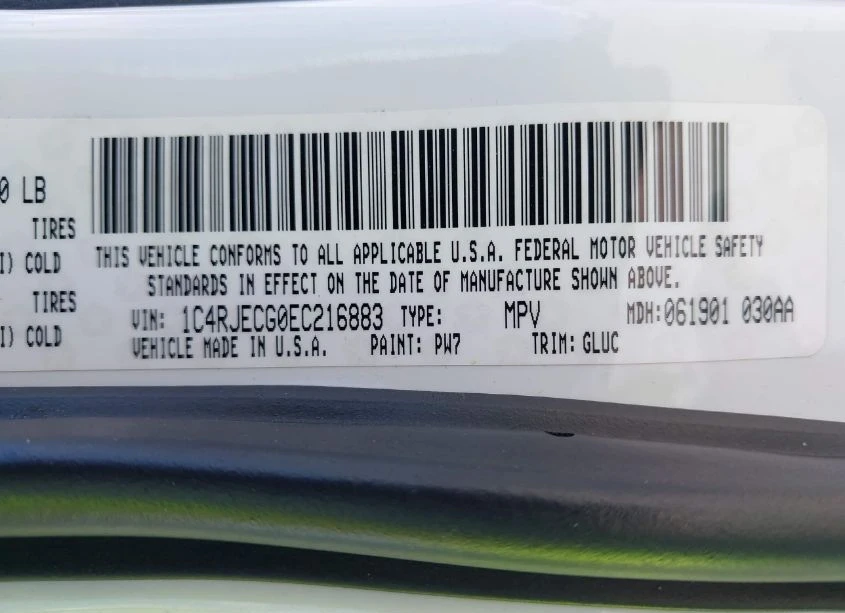 0 LB
TIRES
THIS VEHICLE CONFORMS TO ALL APPLICABLE U.S.A. FEDERAL MOTOR VEHICLE SAFETY
I) COLD
STANDARDS IN EFFECT ON THE DATE OF MANUFACTURE SHOWN ABOVE.
TIRES
VIN: 1C4RJECG0EC216883 TYPE: MPV MDH:061901 030AA
I) COLD
VEHICLE MADE IN U.S.A. PAINT: PW7 TRIM: GLUC